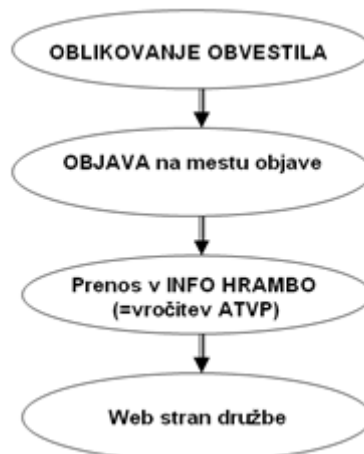 OBLIKOVANJE OBVESTILA
OBJAVA na mestu objave
Prenos v INFO HRAMBO
(=vročitev ATVP)
Web stran družbe